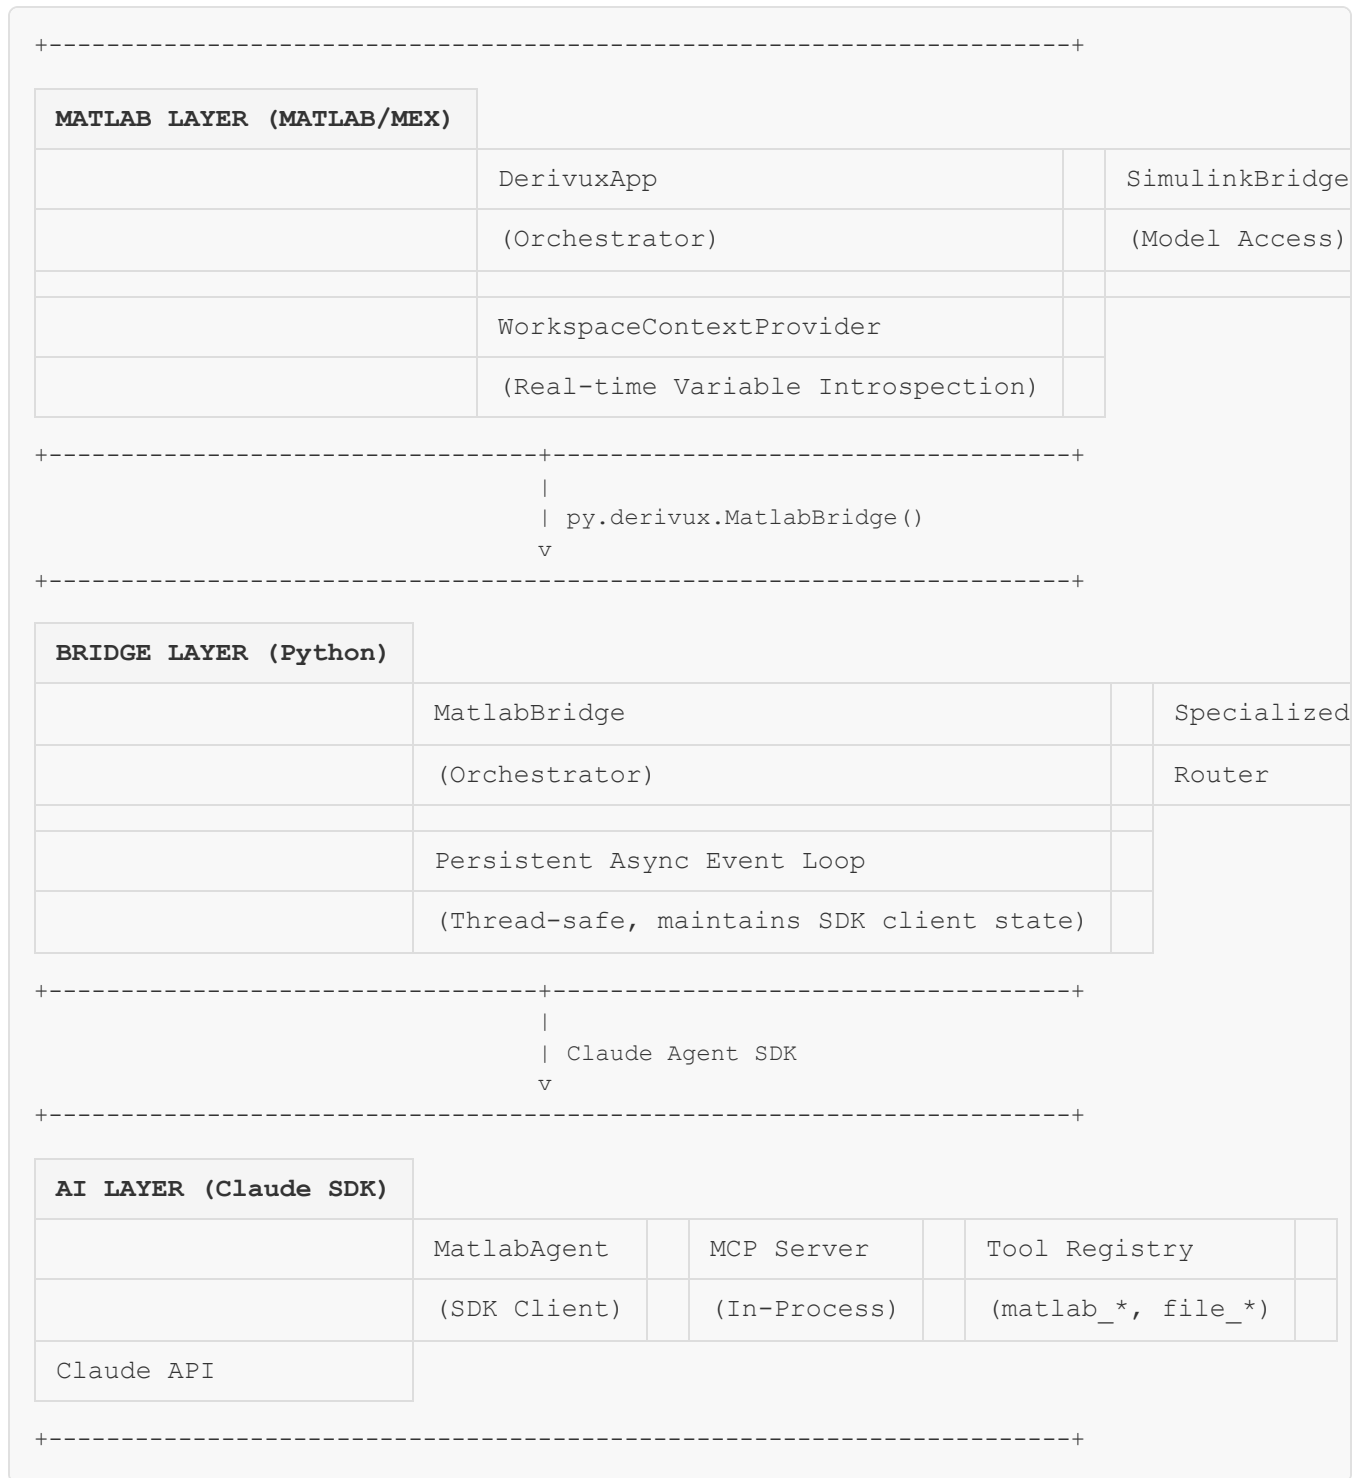 +-----------------------------------------------------------------------+
MATLAB LAYER (MATLAB/MEX)
DerivuxApp SimulinkBridge
(Orchestrator) (Model Access)
WorkspaceContextProvider
(Real-time Variable Introspection)
+----------------------------------+------------------------------------+
|
| py.derivux.MatlabBridge()
v
+-----------------------------------------------------------------------+
BRIDGE LAYER (Python)
MatlabBridge Specialized
(Orchestrator) Router
Persistent Async Event Loop
(Thread-safe, maintains SDK client state)
+----------------------------------+------------------------------------+
|
| Claude Agent SDK
v
+-----------------------------------------------------------------------+
AI LAYER (Claude SDK)
MatlabAgent MCP Server Tool Registry
(SDK Client) (In-Process) (matlab_*, file_*)
Claude API
+-----------------------------------------------------------------------+